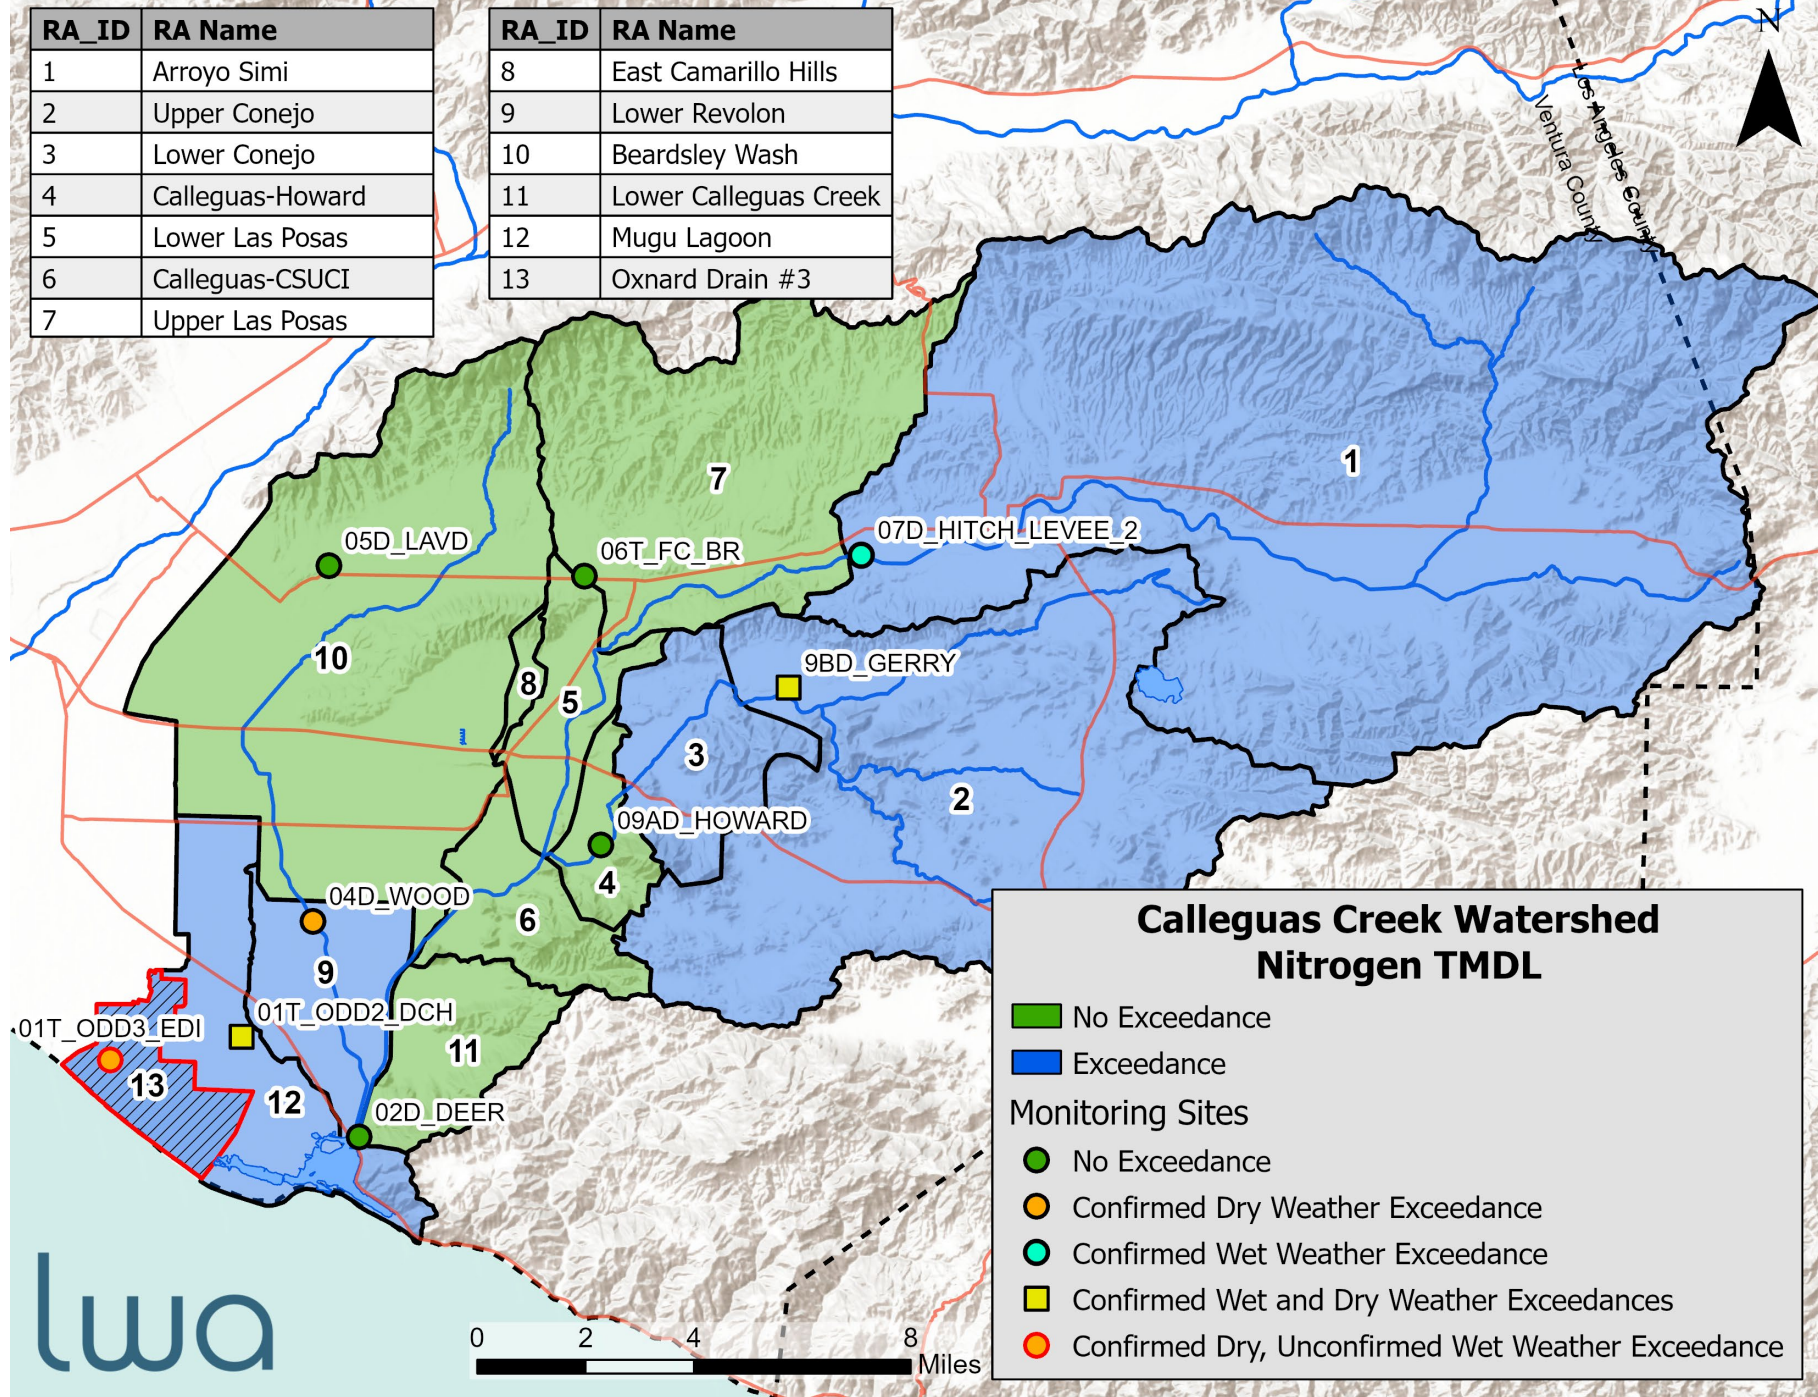 RA_ID RA Name
1 Arroyo Simi
2 Upper Conejo
3 Lower Conejo
4 Calleguas-Howard
5 Lower Las Posas
6 Calleguas-CSUCI
7 Upper Las Posas
RA_ID RA Name
8 East Camarillo Hills
9 Lower Revolon
10 Beardsley Wash
11 Lower Calleguas Creek
12 Mugu Lagoon
13 Oxnard Drain #3
N
Los Angeles County
Ventura County
1
7
05D_LAVD
06T_FC_BR
07D_HITCH_LEVEE_2
10
8
5
9BD_GERRY
3
2
09AD_HOWARD
4
04D_WOOD
6
9
01T_ODD2_DCH
01T_ODD3_EDI
11
13
12
02D_DEER
Calleguas Creek Watershed
Nitrogen TMDL
No Exceedance
Exceedance
Monitoring Sites
No Exceedance
Confirmed Dry Weather Exceedance
Confirmed Wet Weather Exceedance
Confirmed Wet and Dry Weather Exceedances
Confirmed Dry, Unconfirmed Wet Weather Exceedance
lwa
0 2 4 8
Miles